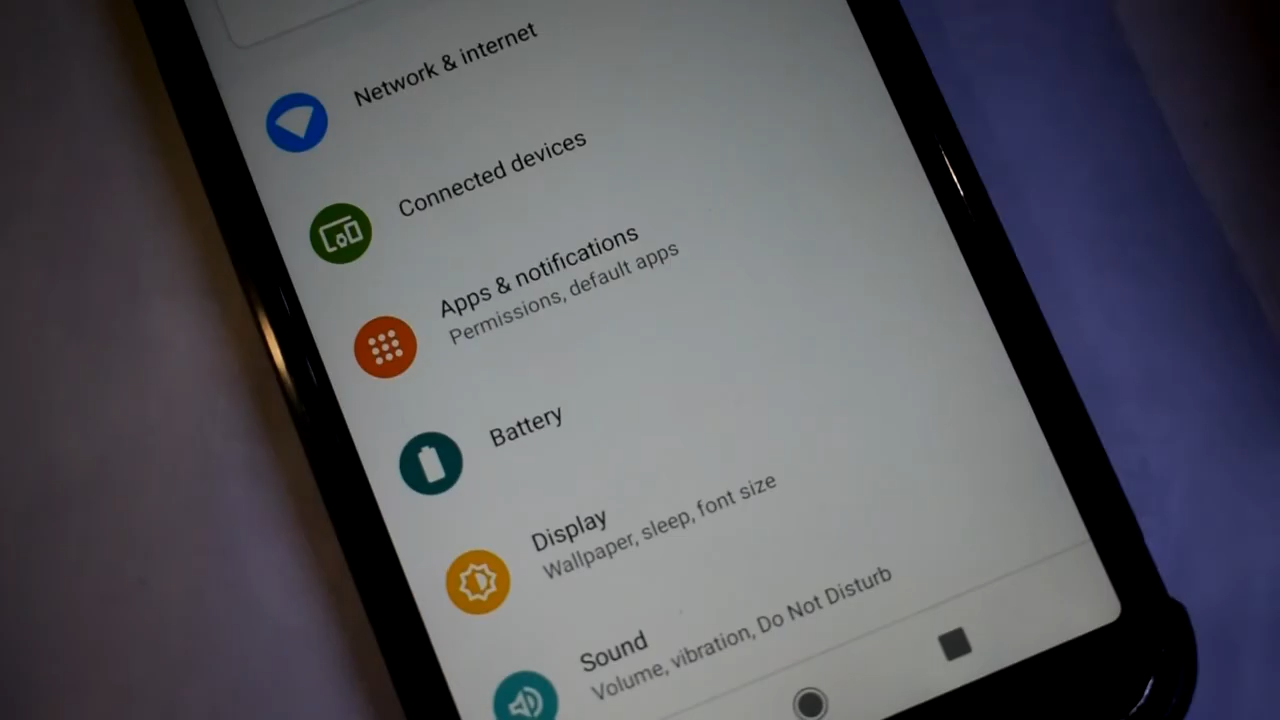 Network & internet
Connected devices
Apps & notifications
Permissions, default apps
Battery
Display
Wallpaper, sleep, font size
Sound
Volume, vibration, Do Not Disturb